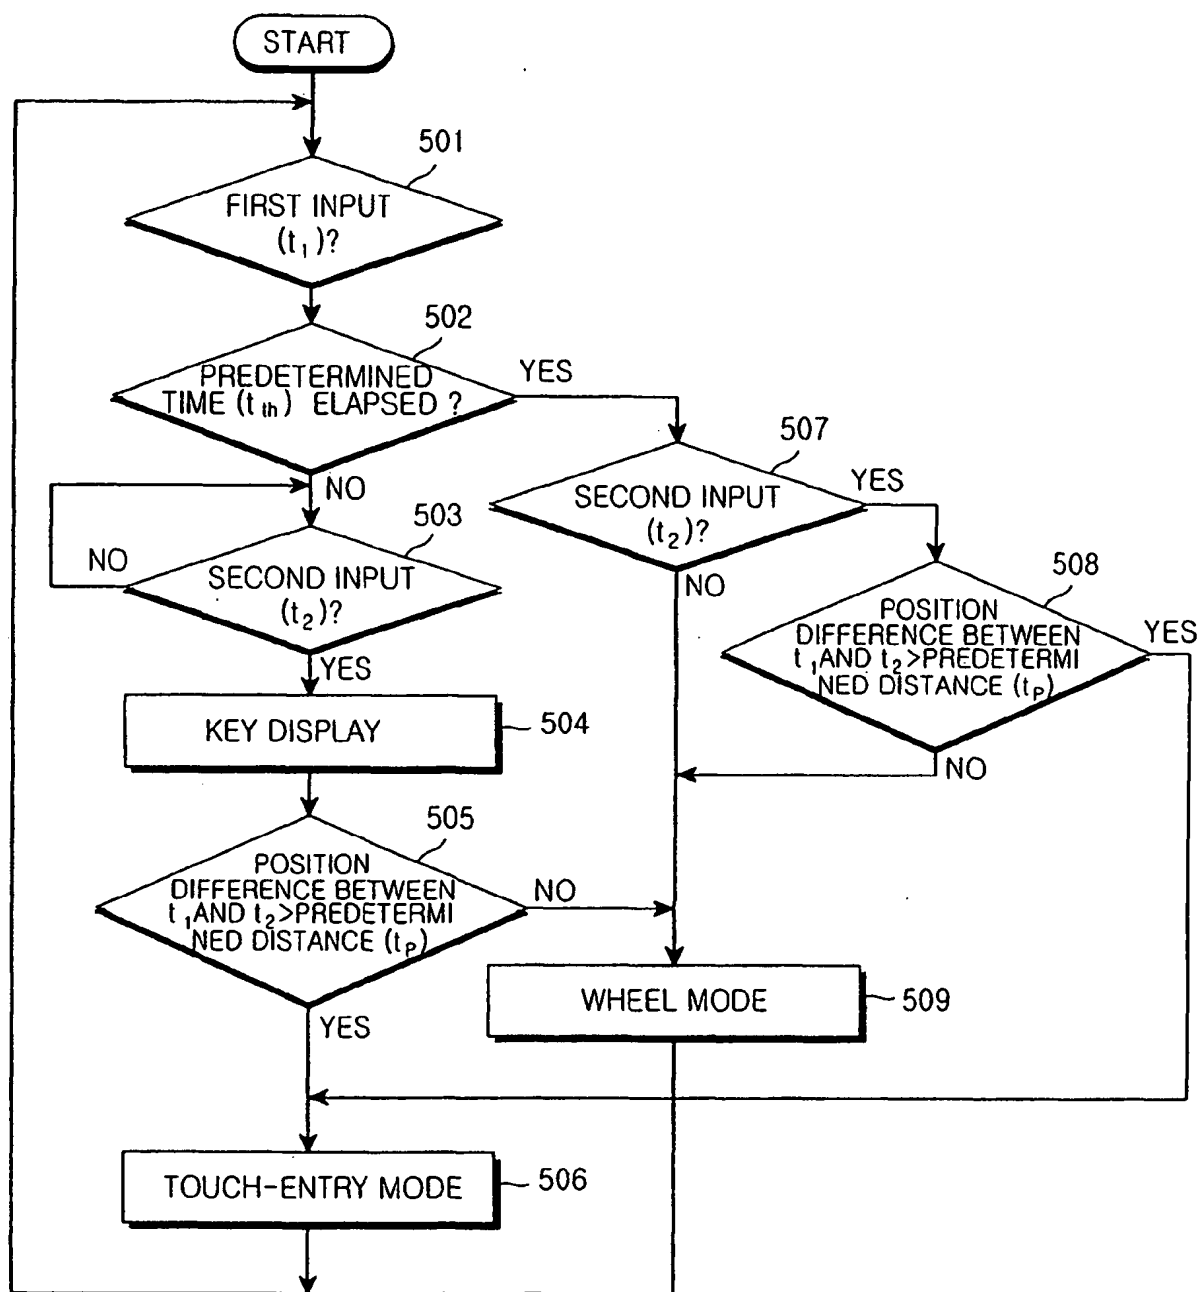 START
501
FIRST INPUT
(t₁)?
502
PREDETERMINED
TIME (t th) ELAPSED ?
YES
NO
507
SECOND INPUT
(t₂)?
YES
NO
503
NO
SECOND INPUT
(t₂)?
YES
508
POSITION
DIFFERENCE BETWEEN
t₁AND t₂>PREDETERMI
NED DISTANCE (tP)
YES
NO
KEY DISPLAY
504
505
POSITION
DIFFERENCE BETWEEN
t₁AND t₂>PREDETERMI
NED DISTANCE (tP)
NO
YES
WHEEL MODE
509
TOUCH-ENTRY MODE
506